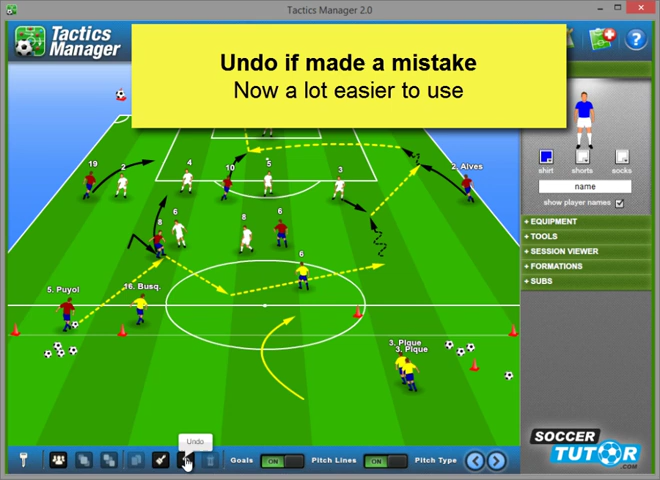 Tactics Manager 2.0
Tactics
Manager
Undo if made a mistake
Now a lot easier to use
?
19
2
4
10
5
3
2. Alves
shirt
shorts
socks
name
show player names
+ EQUIPMENT
+ TOOLS
+ SESSION VIEWER
+ FORMATIONS
+ SUBS
8
6
8
6
6
5. Puyol
16. Busq.
3. Pique
3. Pique
Undo
Goals
ON
Pitch Lines
ON
Pitch Type
SOCCER
TUTOR
.COM